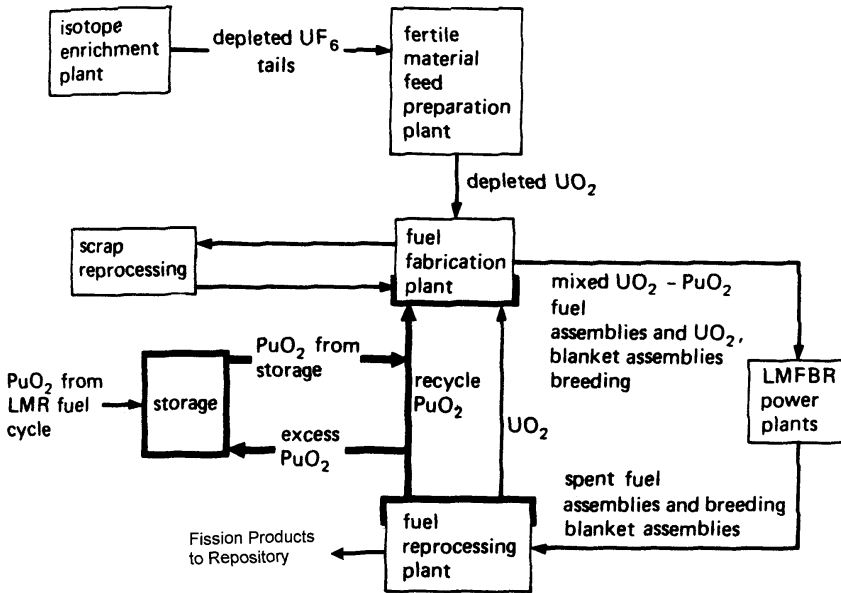 isotope
enrichment
plant
depleted UF6
tails
fertile
material
feed
preparation
plant
depleted UO2
scrap
reprocessing
fuel
fabrication
plant
mixed UO2 – PuO2
fuel
assemblies and UO2,
blanket assemblies
breeding
PuO2 from
LMR fuel
cycle
storage
PuO2 from
storage
excess
PuO2
recycle
PuO2
UO2
LMFBR
power
plants
spent fuel
assemblies and breeding
blanket assemblies
Fission Products
to Repository
fuel
reprocessing
plant